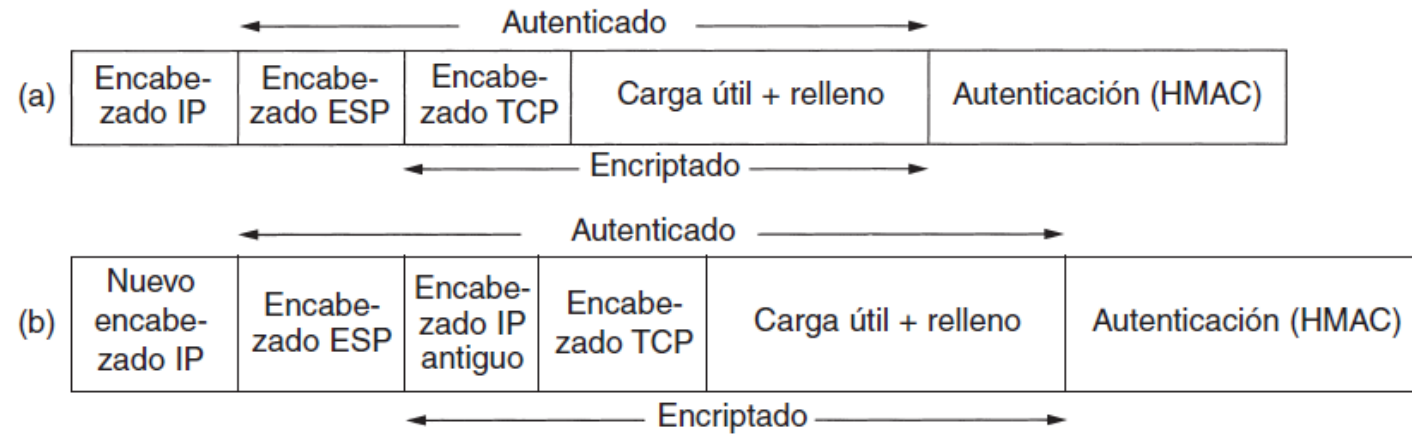 Autenticado
(a)
Encabe-
zado IP
Encabe-
zado ESP
Encabe-
zado TCP
Carga útil + relleno
Autenticación (HMAC)
Encriptado
Autenticado
(b)
Nuevo
encabe-
zado IP
Encabe-
zado ESP
Encabe-
zado IP
antiguo
Encabe-
zado TCP
Carga útil + relleno
Autenticación (HMAC)
Encriptado